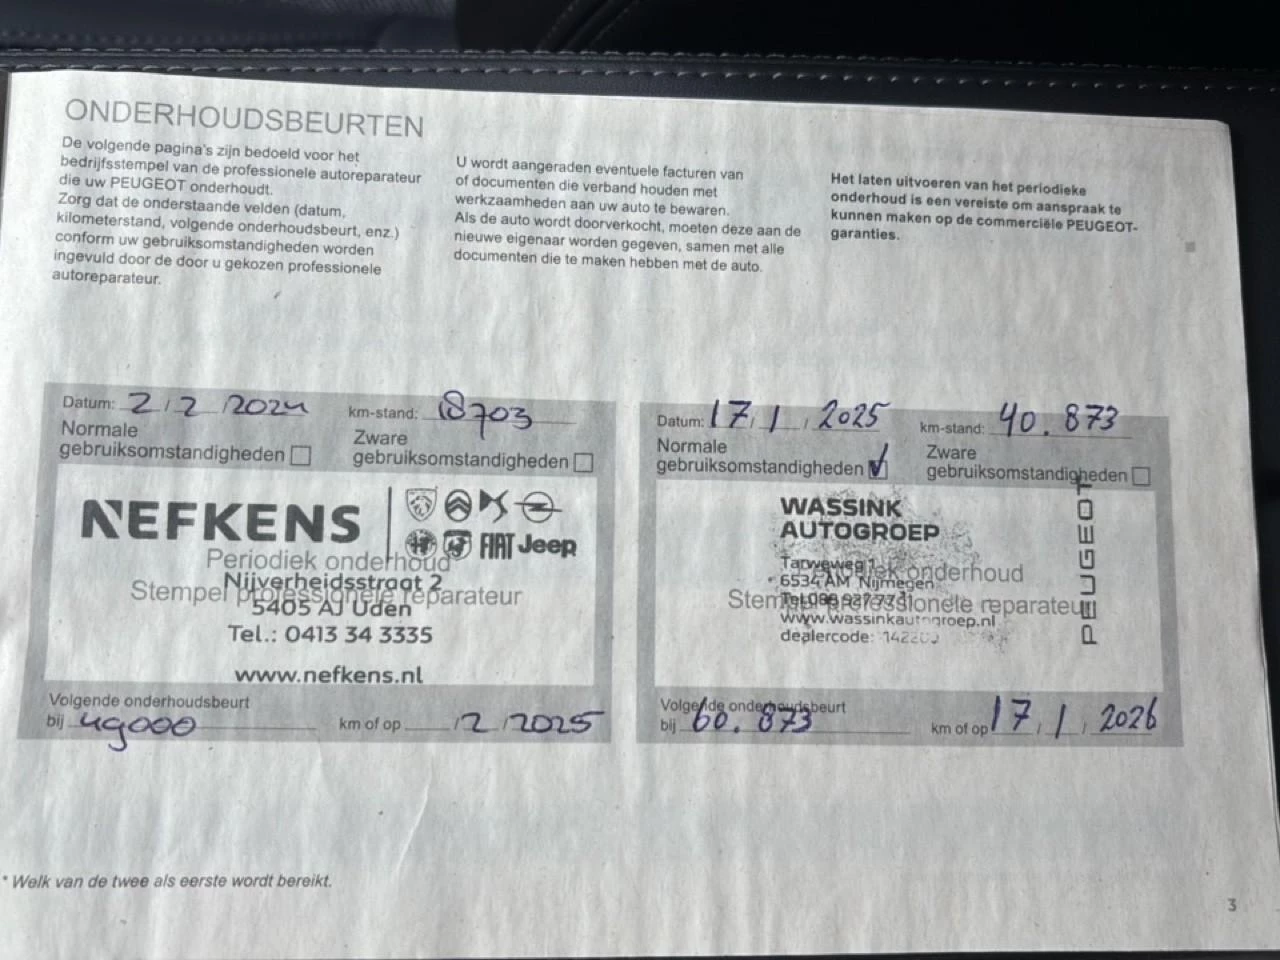 ONDERHOUDSBEURTEN
De volgende pagina's zijn bedoeld voor het
bedrijfsstempel van de professionele autoreparateur
die uw PEUGEOT onderhoudt.
Zorg dat de onderstaande velden (datum,
kilometerstand, volgende onderhoudsbeurt, enz.)
conform uw gebruiksomstandigheden worden
ingevuld door de door u gekozen professionele
autoreparateur.
U wordt aangeraden eventuele facturen van
of documenten die verband houden met
werkzaamheden aan uw auto te bewaren.
Als de auto wordt doorverkocht, moeten deze aan de
nieuwe eigenaar worden gegeven, samen met alle
documenten die te maken hebben met de auto.
Het laten uitvoeren van het periodieke
onderhoud is een vereiste om aanspraak te
kunnen maken op de commerciële PEUGEOT-
garanties.
Datum: 2/2/2024 km-stand: 18703
Normale
gebruiksomstandigheden
Zware
gebruiksomstandigheden
NEFKENS
FIAT Jeep
Periodiek onderhoud
Nijverheidsstraat 2
Stempel professionele reparateur
5405 AJ Uden
Tel.: 0413 34 3335
www.nefkens.nl
Volgende onderhoudsbeurt
bij 49000 km of op /2/2025
Datum: 17/1/2025 km-stand: 40.873
Normale
gebruiksomstandigheden
Zware
gebruiksomstandigheden
WASSINK
AUTOGROEP
PEUGEOT
Tarweweg 1
Periodiek onderhoud
6534 AM Nijmegen
Stempel professionele reparateur
www.wassinkautogroep.nl
dealercode:
Volgende onderhoudsbeurt
bij 60.873 km of op 17/1/2026
* Welk van de twee als eerste wordt bereikt.
3